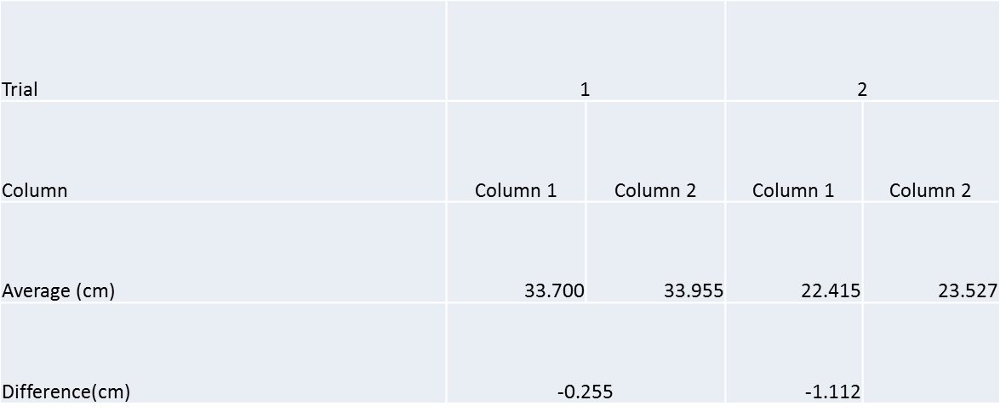 Trial 1 2
Column Column 1 Column 2 Column 1 Column 2
Average (cm) 33.700 33.955 22.415 23.527
Difference(cm) -0.255 -1.112